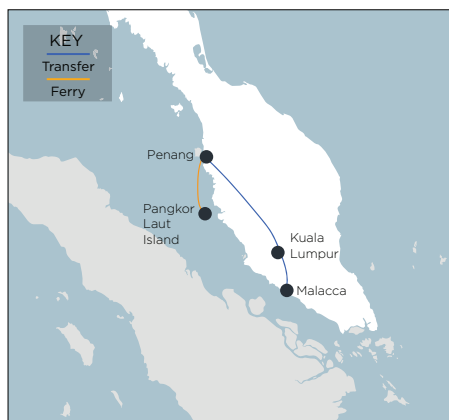 KEY
Transfer
Ferry
Penang
Pangkor
Laut
Island
Kuala
Lumpur
Malacca